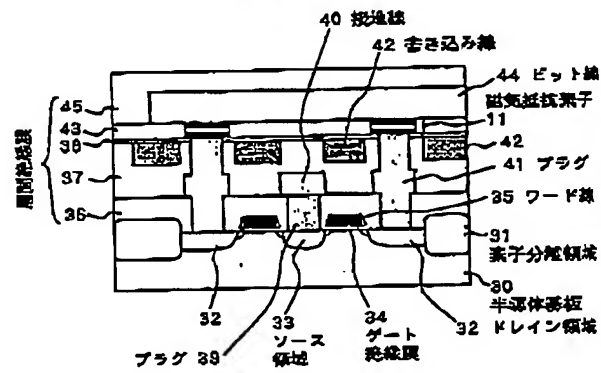 40 接地線
42 書き込み線
44 ビット線
磁気抵抗素子
11
42
41 プラグ
35 ワード線
31
素子分離領域
30
半導体基板
32 ドレイン領域
34
ゲート
絶縁膜
33
ソース
領域
32
プラグ 39
層間絶縁膜
45
43
38
37
36